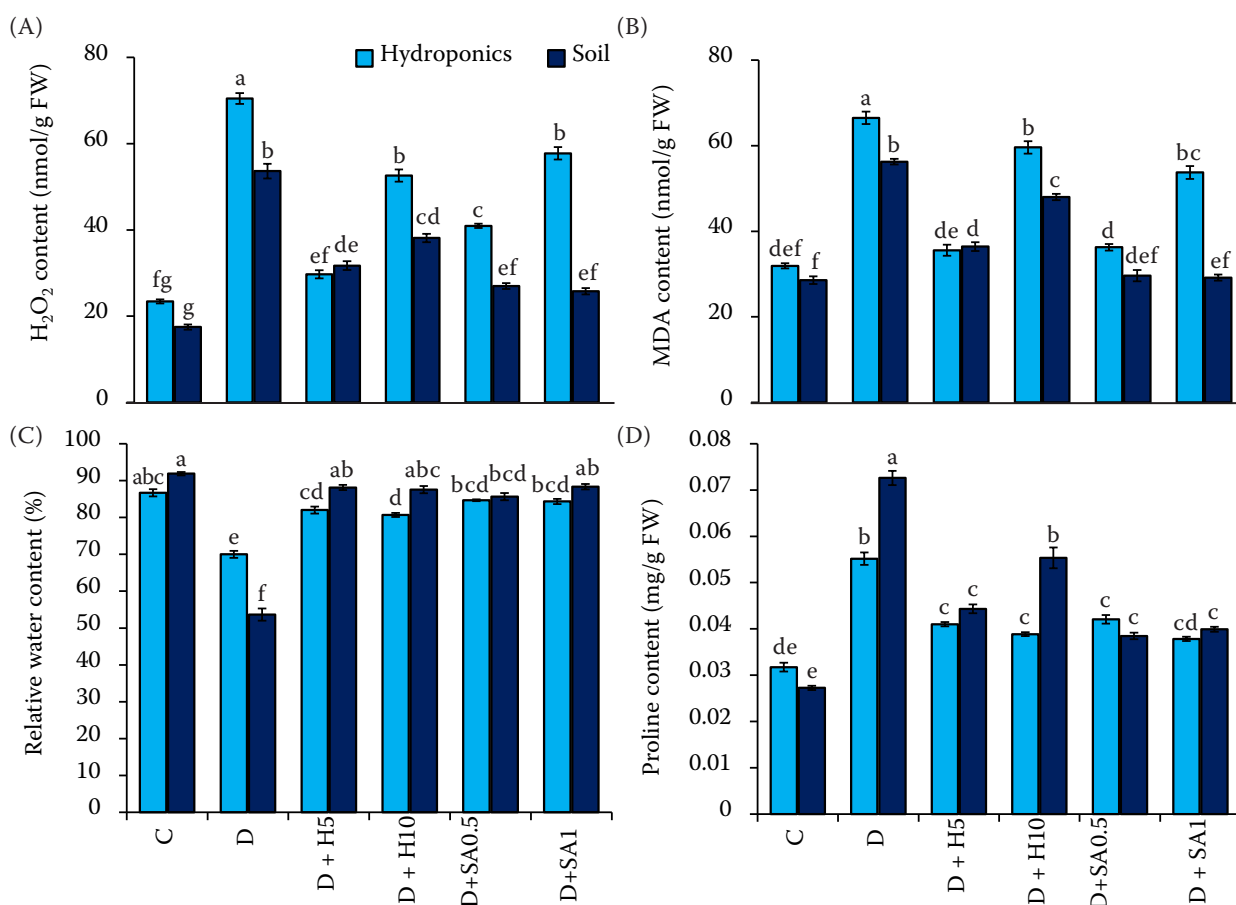 (A)
Hydroponics Soil
H₂O₂ content (nmol/g FW)
80
60
40
20
0
fg g a b ef de b cd c ef b ef
(B)
MDA content (nmol/g FW)
80
70
60
50
40
30
20
10
0
def f a b de d b c d def bc ef
(C)
Relative water content (%)
100
90
80
70
60
50
40
30
20
10
0
abc a e f cd ab d abc bcd bcd bcd ab
C D D + H5 D + H10 D+SA0.5 D+SA1
(D)
Proline content (mg/g FW)
0.08
0.07
0.06
0.05
0.04
0.03
0.02
0.01
0
de e b a c c c b c c cd c
C D D + H5 D + H10 D+SA0.5 D + SA1